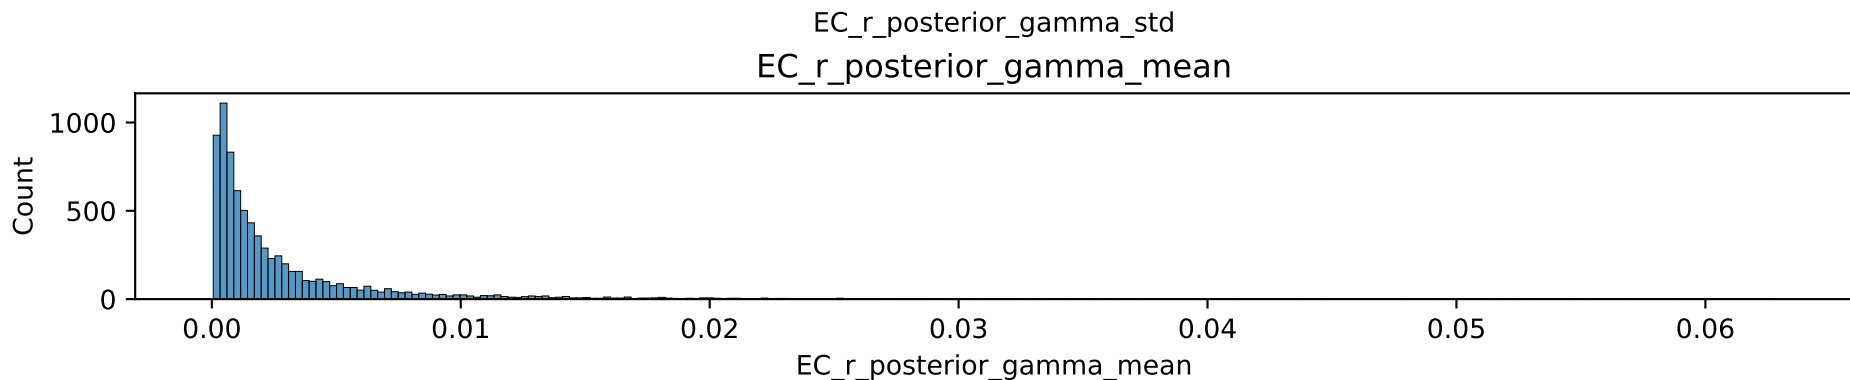 EC_r_posterior_gamma_std
EC_r_posterior_gamma_mean
1000
500
0
Count
0.00 0.01 0.02 0.03 0.04 0.05 0.06
EC_r_posterior_gamma_mean